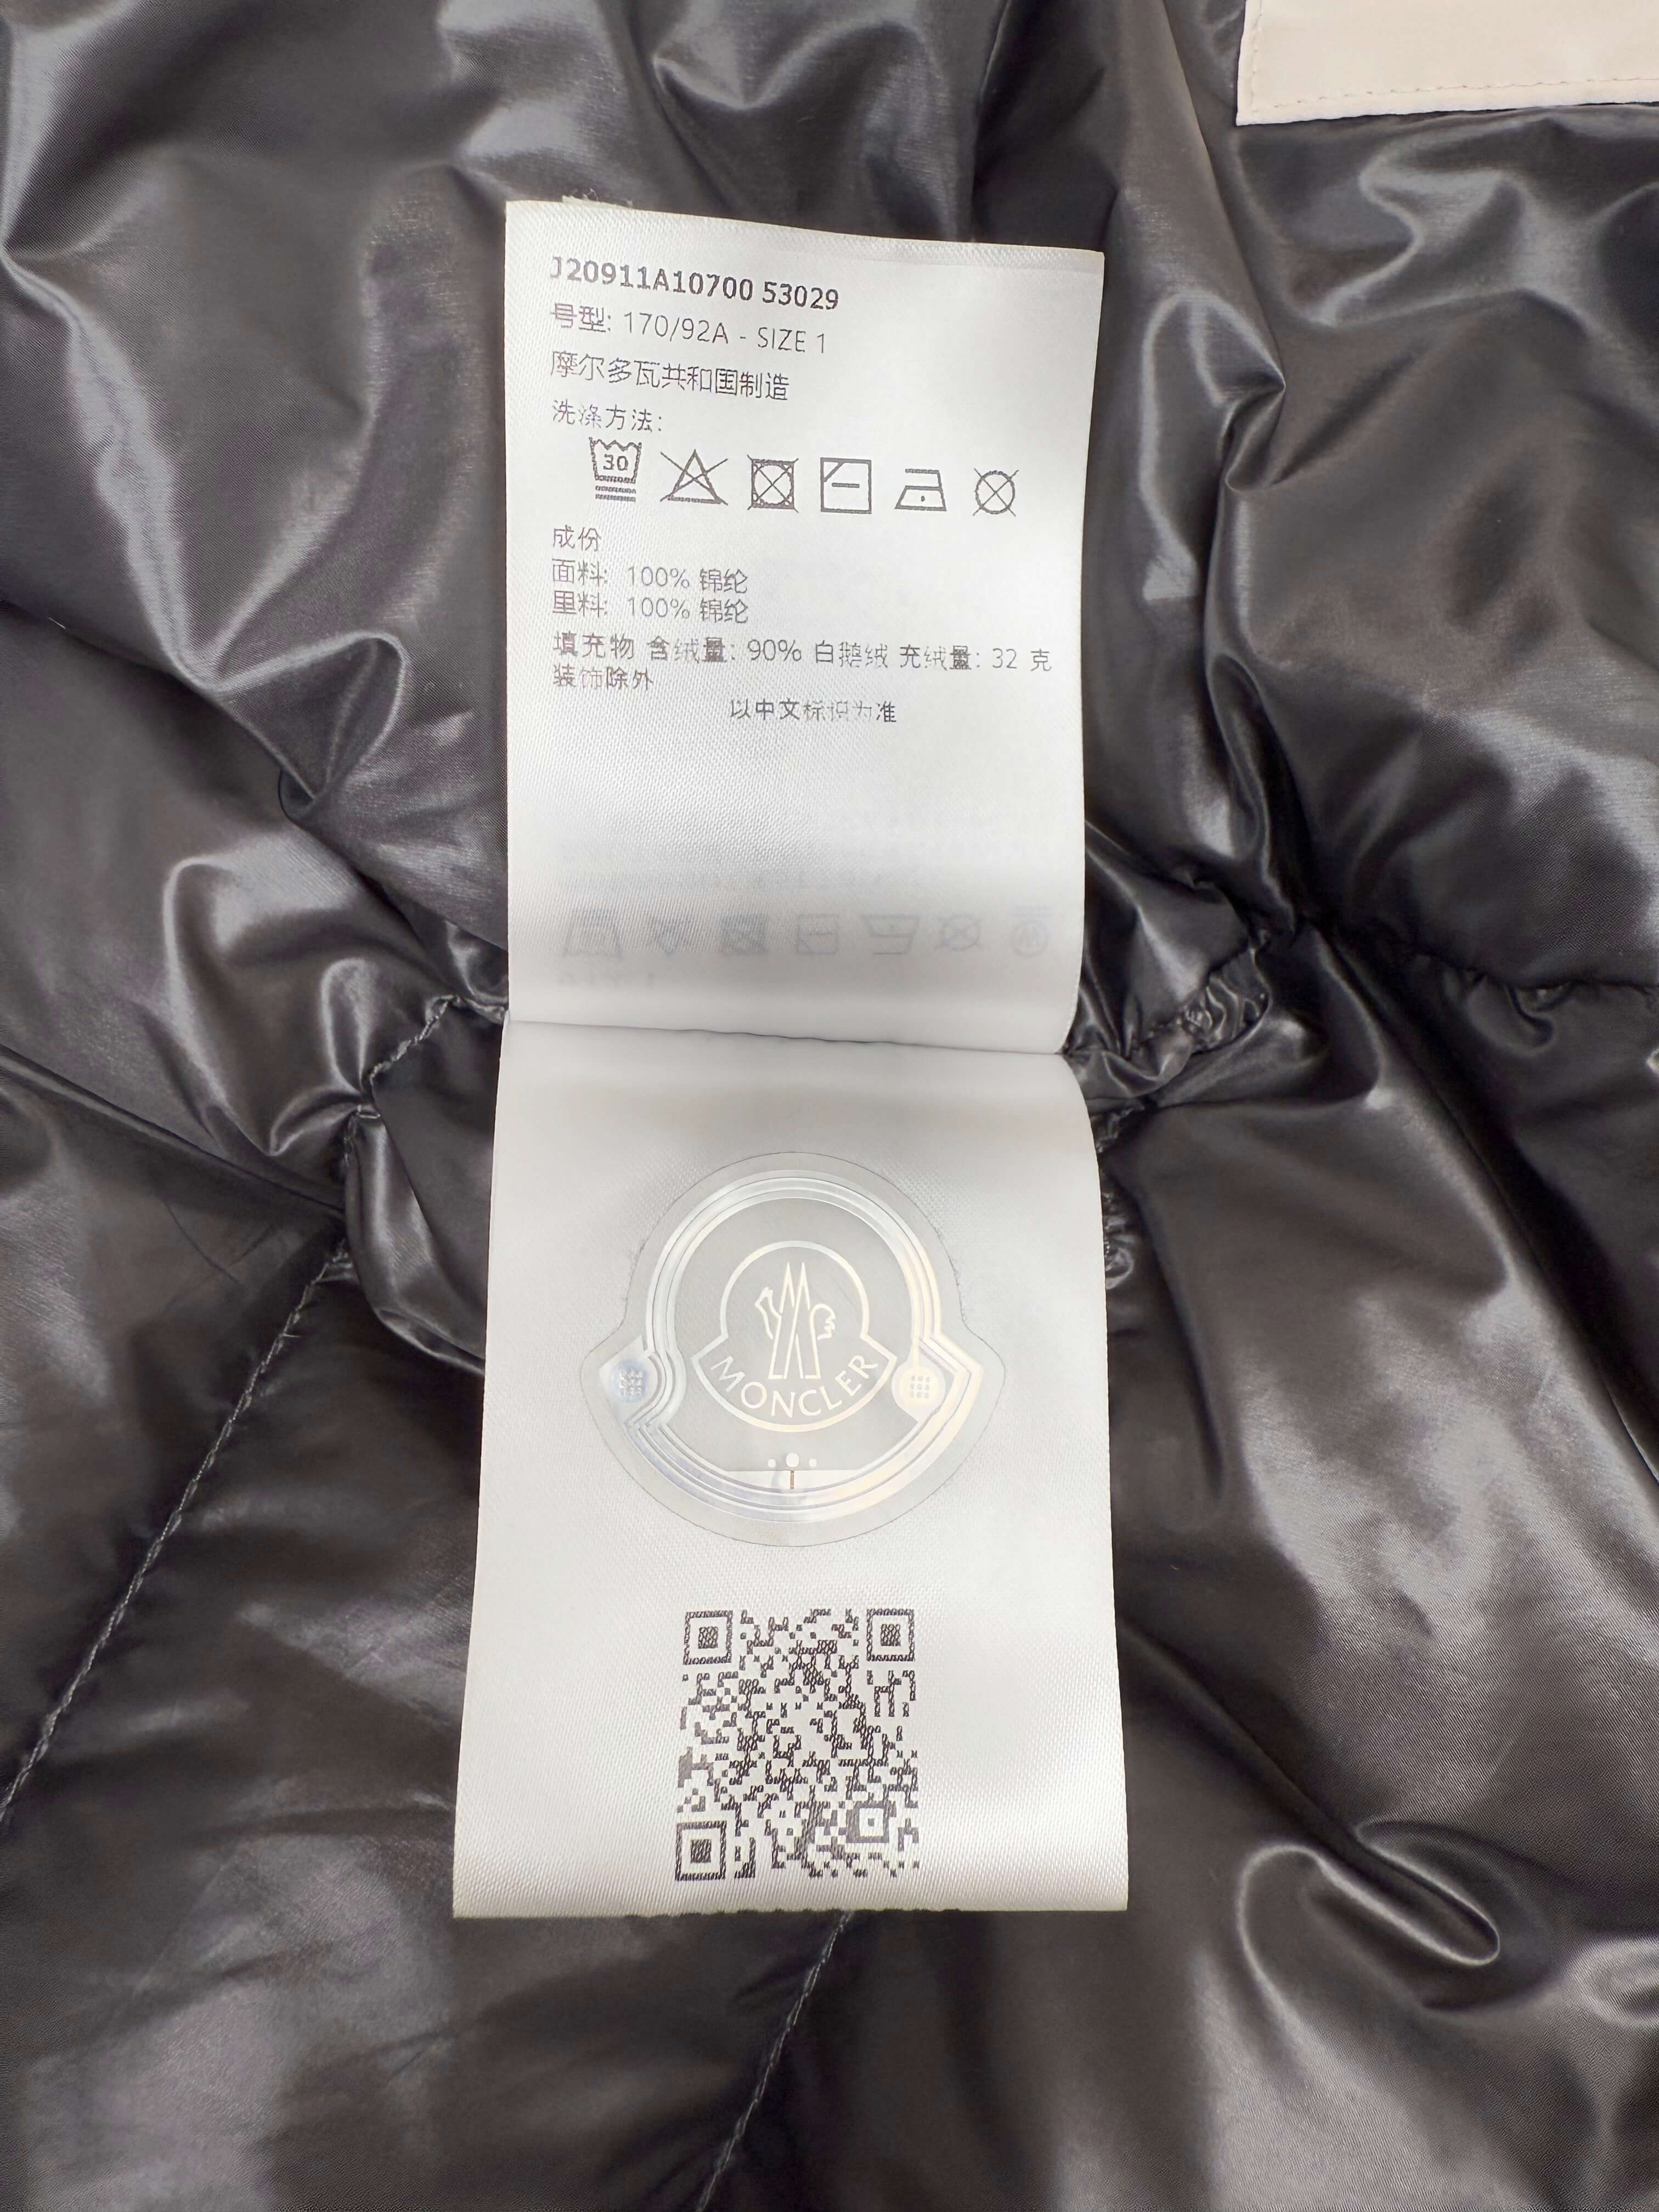 J20911A10700 53029
号型: 170/92A - SIZE 1
摩尔多瓦共和国制造
洗涤方法:
30
成份
面料: 100% 锦纶
里料: 100% 锦纶
填充物 含绒量: 90% 白鹅绒 充绒量: 32 克
装饰除外
以中文标识为准
MONCLER